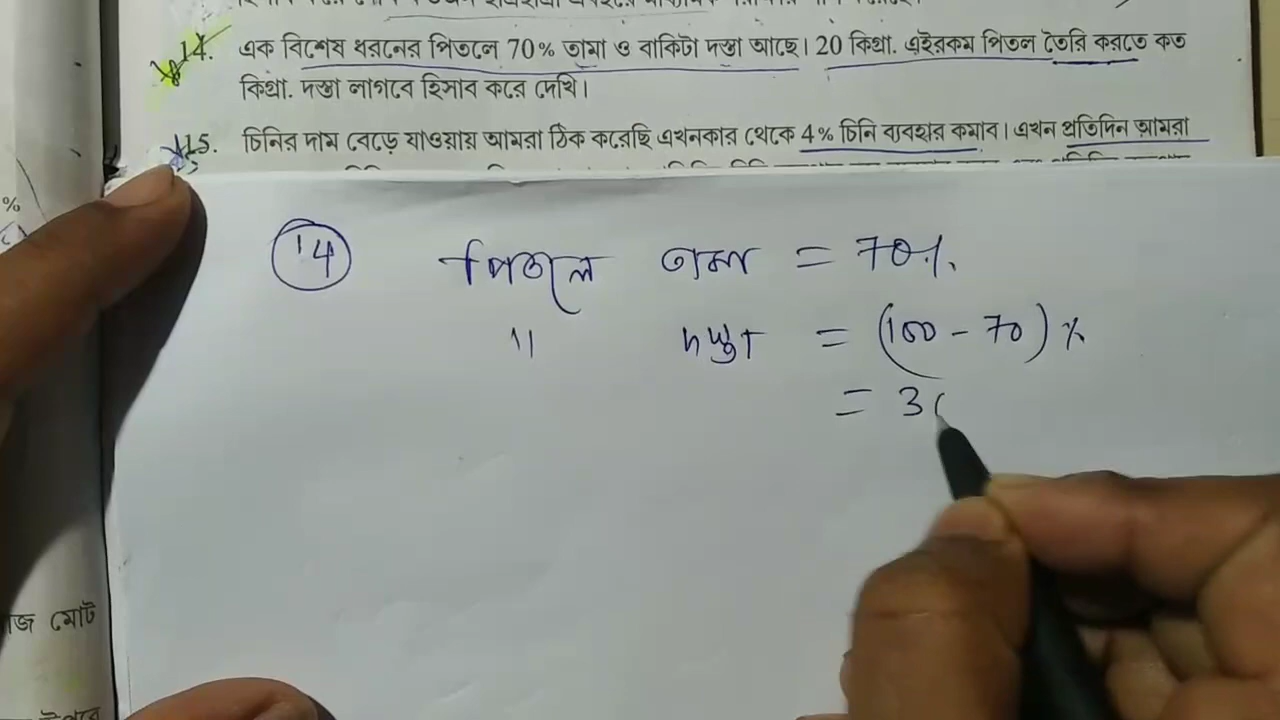 14. এক বিশেষ ধরনের পিতলে 70% তামা ও বাকিটা দস্তা আছে। 20 কিগ্রা. এইরকম পিতল তৈরি করতে কত
কিগ্রা. দস্তা লাগবে হিসাব করে দেখি।
15. চিনির দাম বেড়ে যাওয়ায় আমরা ঠিক করেছি এখনকার থেকে 4% চিনি ব্যবহার কমাব। এখন প্রতিদিন আমরা
%
14 পিতলে তামা = 70%
" দস্তা = (100 - 70) %
= 30
মোট